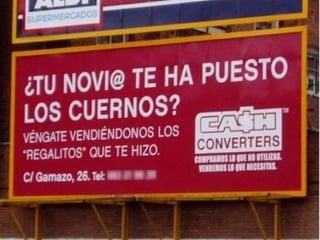 ALDI
SUPERMERCADOS
¿TU NOVI@ TE HA PUESTO
LOS CUERNOS?
VÉNGATE VENDIÉNDONOS LOS
"REGALITOS" QUE TE HIZO.
C/ Gamazo, 26. Tel:
CASH
CONVERTERS
COMPRAMOS LO QUE NO UTILIZAS.
VENDEMOS LO QUE NECESITAS.